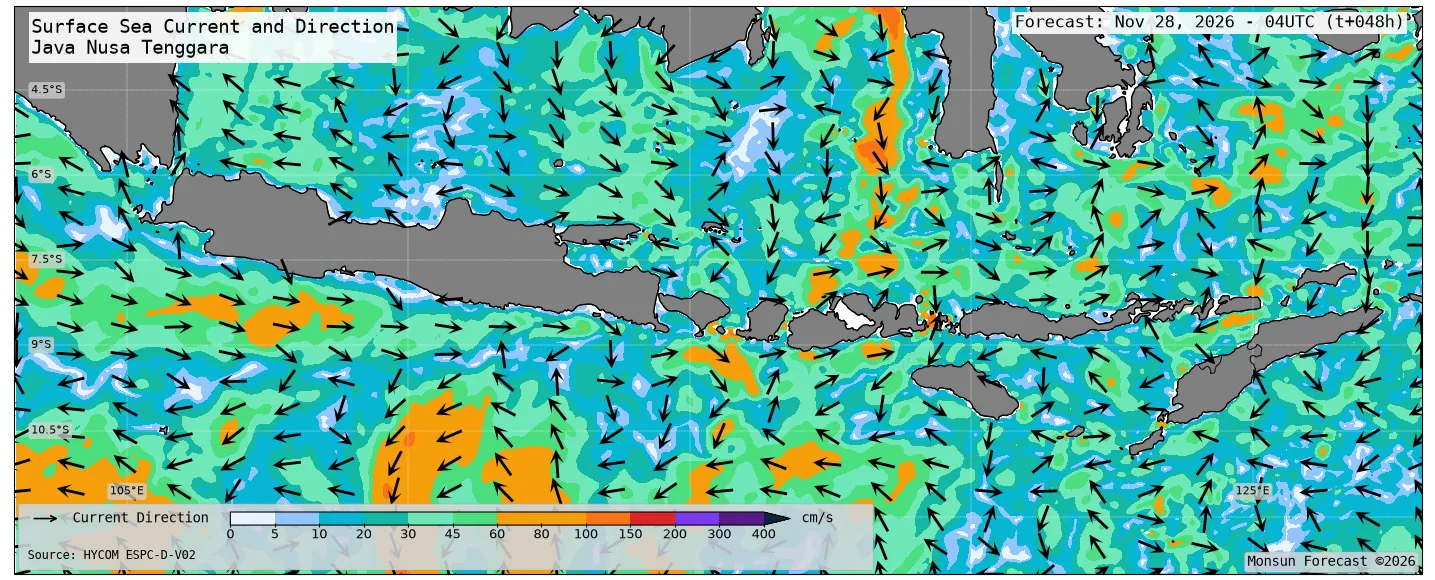 Surface Sea Current and Direction
Java Nusa Tenggara
Forecast: Nov 28, 2026 - 04UTC (t+048h)
4.5°S
6°S
7.5°S
9°S
10.5°S
105°E
125°E
Current Direction
0 5 10 20 30 45 60 80 100 150 200 300 400 cm/s
Source: HYCOM ESPC-D-V02
Monsun Forecast ©2026